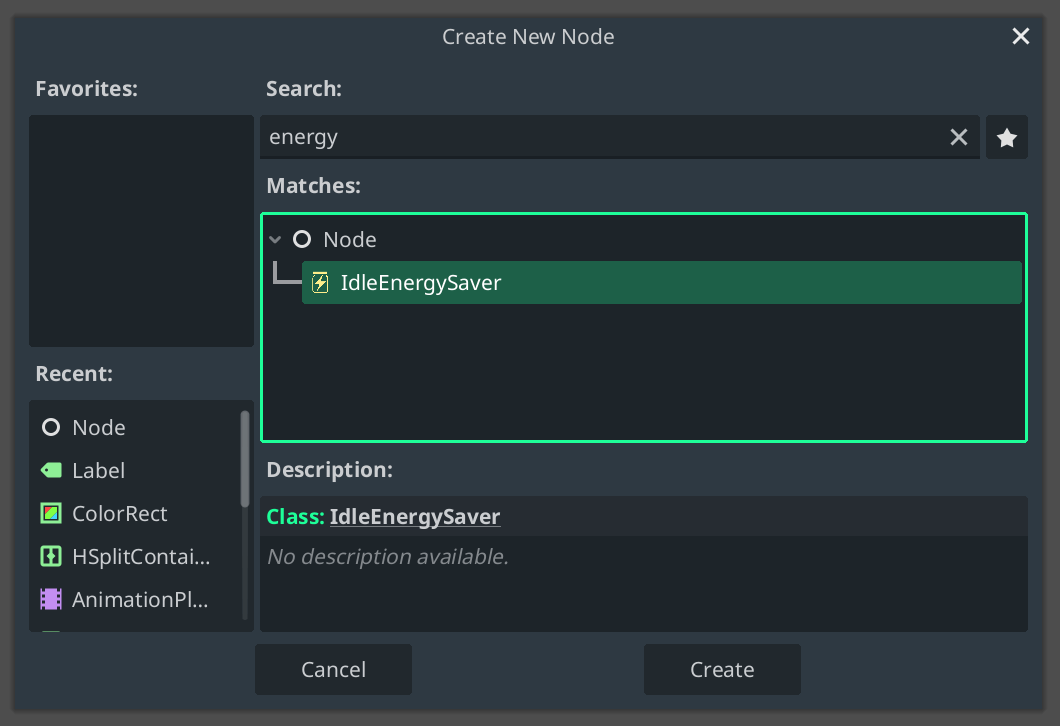 Create New Node
Favorites:
Search:
energy
Matches:
Node
IdleEnergySaver
Recent:
Node
Label
ColorRect
HSplitContai...
AnimationPl...
Description:
Class: IdleEnergySaver
No description available.
Cancel
Create